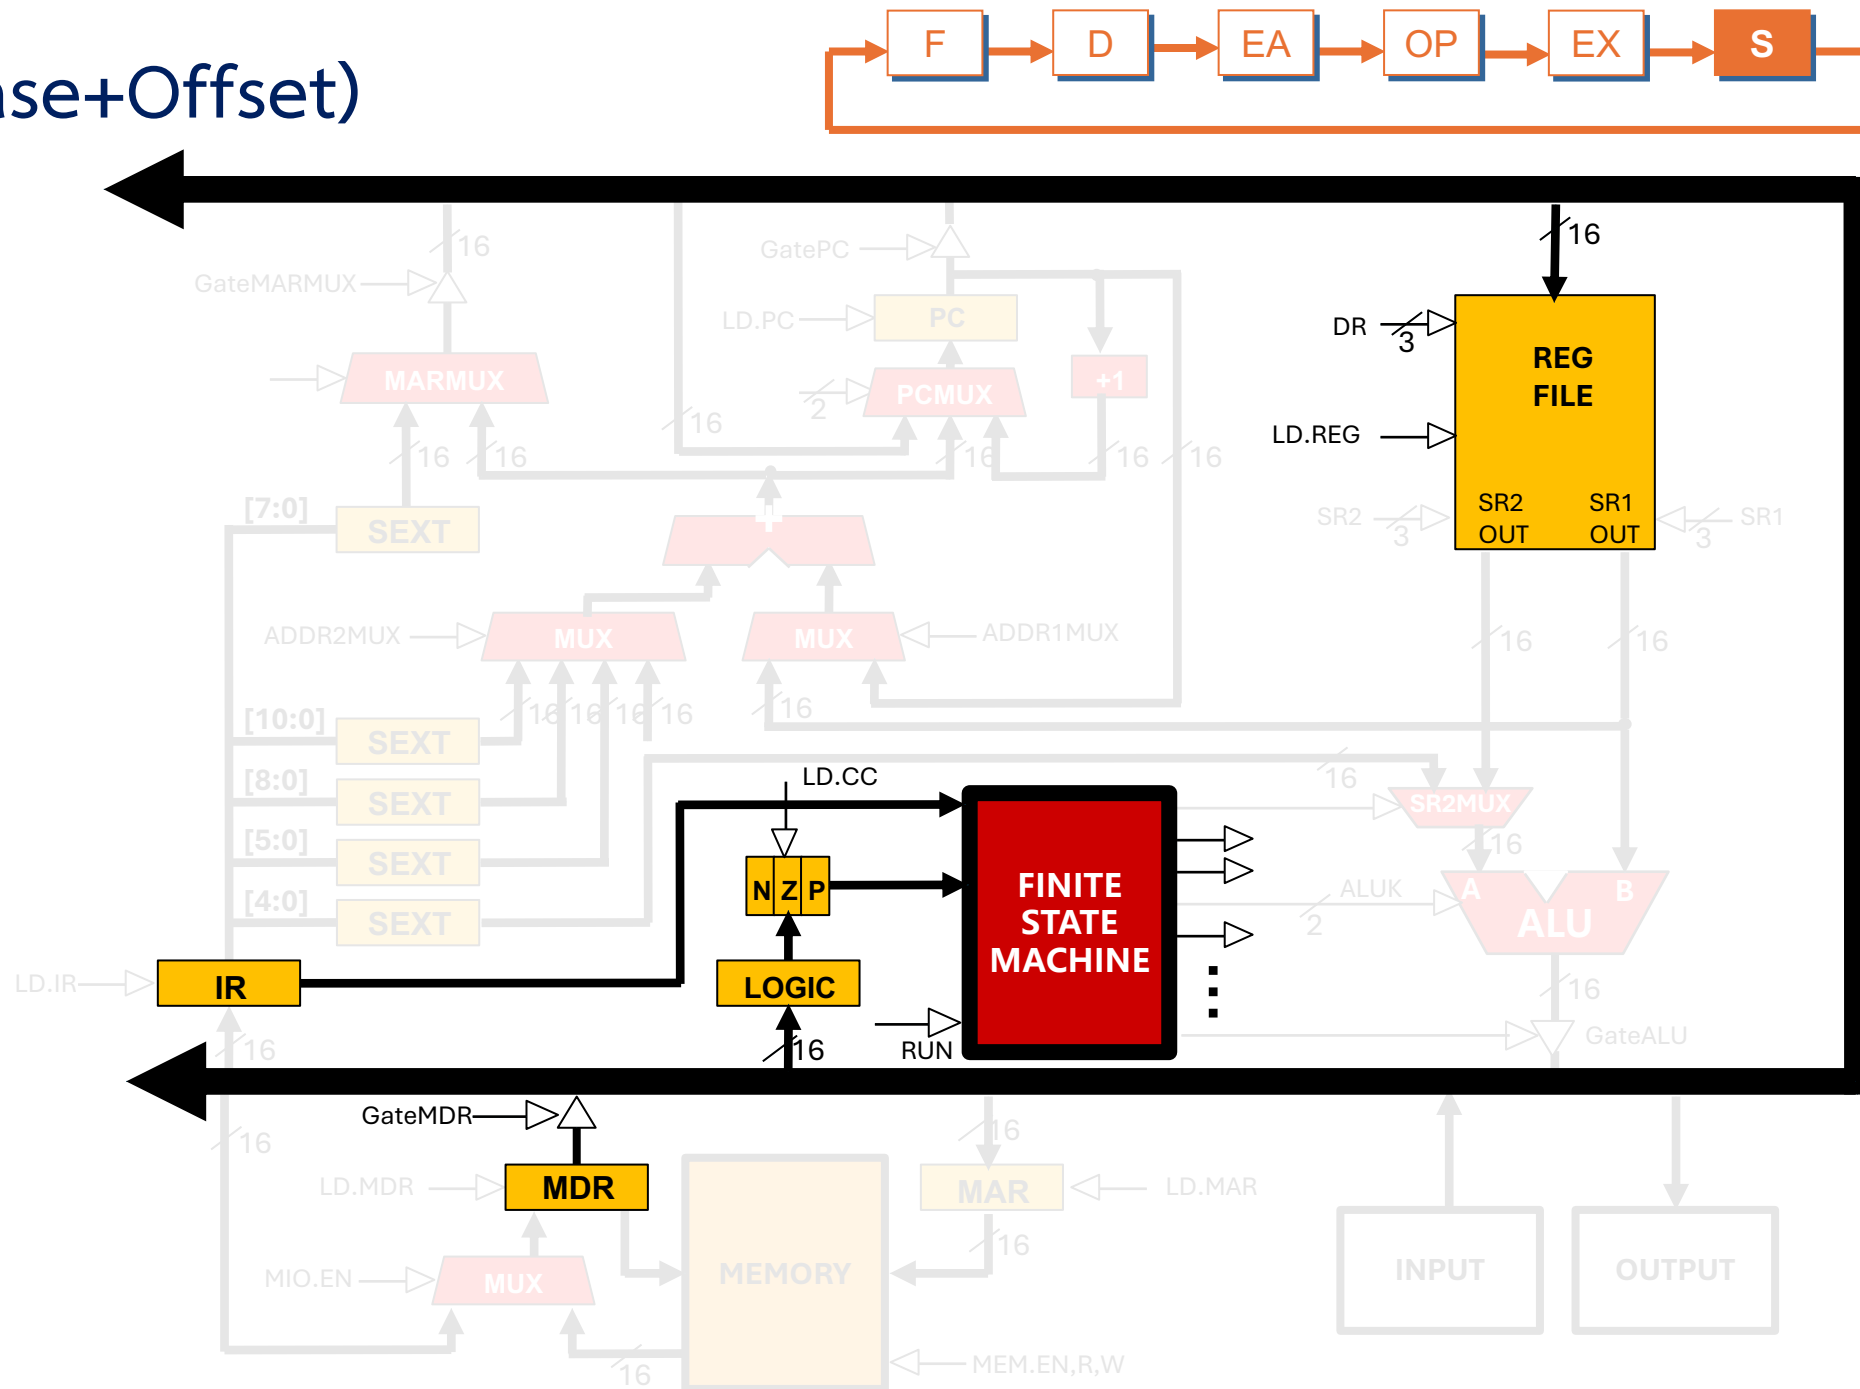 F D EA OP EX S
ase+Offset)
16
16
GatePC
GateMARMUX
LD.PC
PC
DR
3
REG
FILE
MARMUX
2
PCMUX
+1
16
LD.REG
16
16
16
16
16
[7:0]
SEXT
+
SR2
3
SR2
OUT
SR1
OUT
3
SR1
ADDR2MUX
MUX
MUX
ADDR1MUX
16
16
16
16
16
16
16
[10:0]
SEXT
[8:0]
SEXT
[5:0]
SEXT
[4:0]
SEXT
LD.CC
16
SR2MUX
16
N Z P
FINITE
STATE
MACHINE
ALUK
2
A
B
ALU
LD.IR
IR
LOGIC
16
16
16
RUN
GateALU
GateMDR
16
16
LD.MDR
MDR
MAR
LD.MAR
16
MIO.EN
MUX
MEMORY
INPUT
OUTPUT
16
MEM.EN,R,W